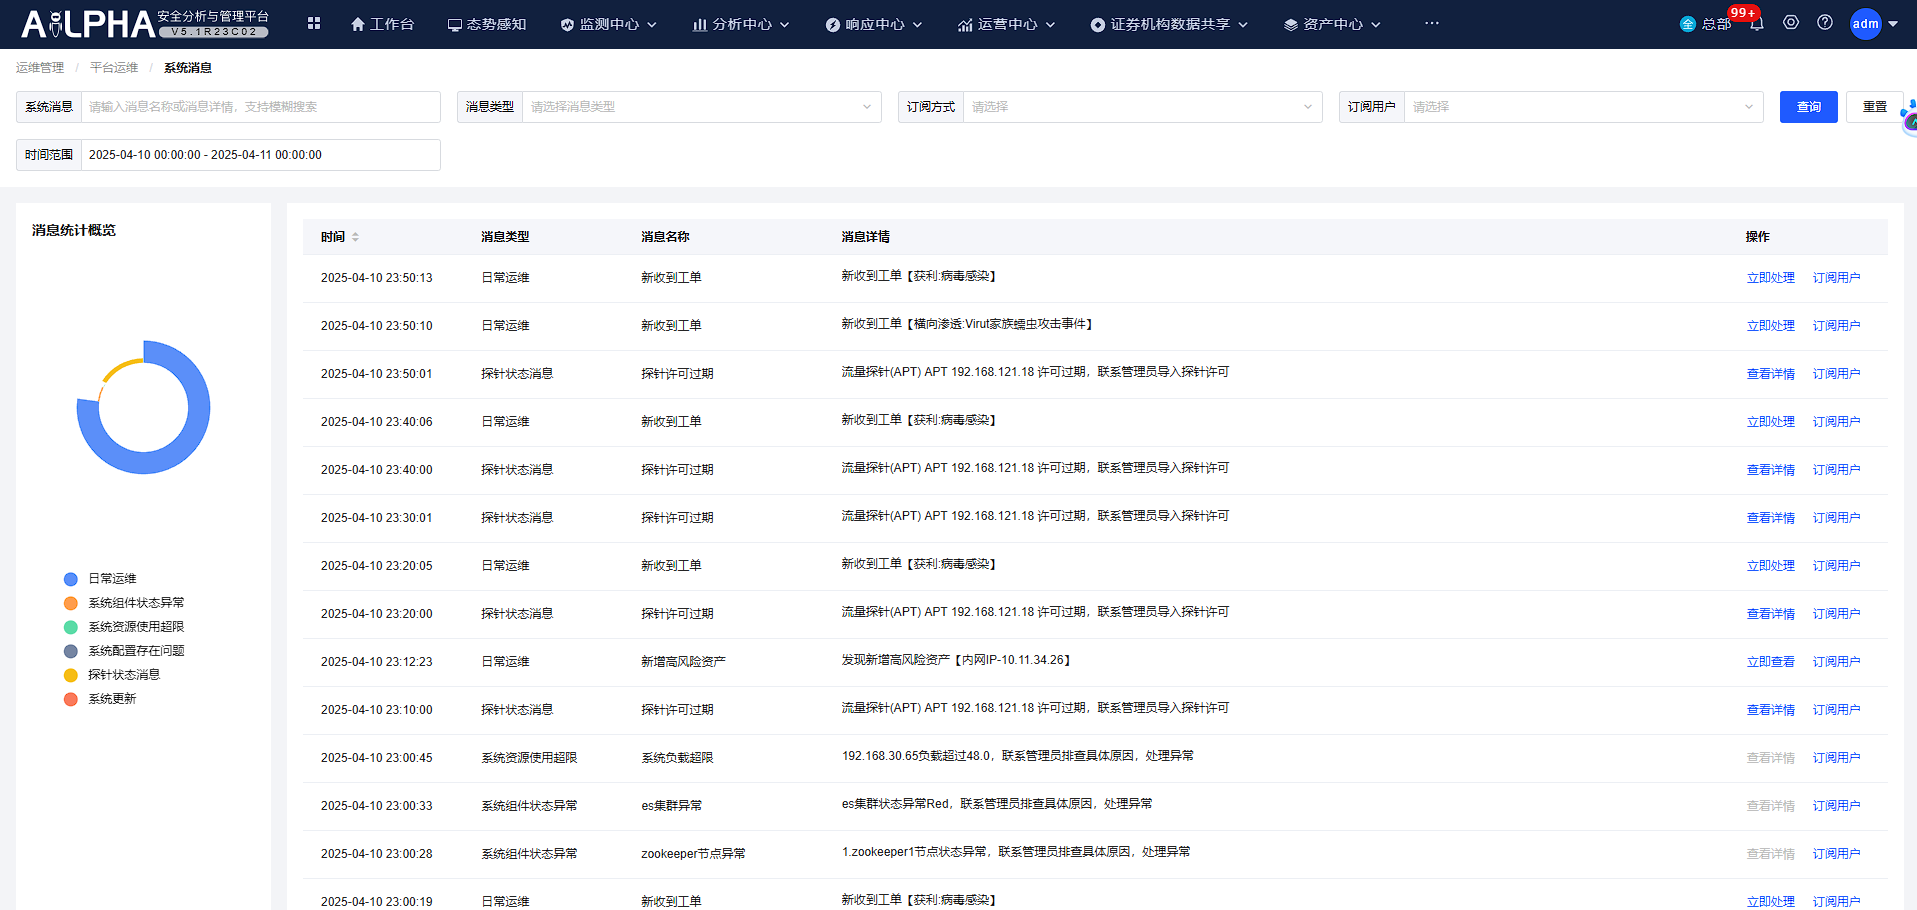 AiLPHA 安全分析与管理平台
V5.1R23C02
工作台 态势感知 监测中心 分析中心 响应中心 运营中心 证券机构数据共享 资产中心 ··· 全 总部 99+ adm
运维管理 / 平台运维 / 系统消息
系统消息 请输入消息名称或消息详情，支持模糊搜索 消息类型 请选择消息类型 订阅方式 请选择 订阅用户 请选择 查询 重置
时间范围 2025-04-10 00:00:00 - 2025-04-11 00:00:00
消息统计概览
日常运维
系统组件状态异常
系统资源使用超限
系统配置存在问题
探针状态消息
系统更新
时间 消息类型 消息名称 消息详情 操作
2025-04-10 23:50:13 日常运维 新收到工单 新收到工单【获利:病毒感染】 立即处理 订阅用户
2025-04-10 23:50:10 日常运维 新收到工单 新收到工单【横向渗透:Virut家族蠕虫攻击事件】 立即处理 订阅用户
2025-04-10 23:50:01 探针状态消息 探针许可过期 流量探针(APT) APT 192.168.121.18 许可过期，联系管理员导入探针许可 查看详情 订阅用户
2025-04-10 23:40:06 日常运维 新收到工单 新收到工单【获利:病毒感染】 立即处理 订阅用户
2025-04-10 23:40:00 探针状态消息 探针许可过期 流量探针(APT) APT 192.168.121.18 许可过期，联系管理员导入探针许可 查看详情 订阅用户
2025-04-10 23:30:01 探针状态消息 探针许可过期 流量探针(APT) APT 192.168.121.18 许可过期，联系管理员导入探针许可 查看详情 订阅用户
2025-04-10 23:20:05 日常运维 新收到工单 新收到工单【获利:病毒感染】 立即处理 订阅用户
2025-04-10 23:20:00 探针状态消息 探针许可过期 流量探针(APT) APT 192.168.121.18 许可过期，联系管理员导入探针许可 查看详情 订阅用户
2025-04-10 23:12:23 日常运维 新增高风险资产 发现新增高风险资产【内网IP-10.11.34.26】 立即查看 订阅用户
2025-04-10 23:10:00 探针状态消息 探针许可过期 流量探针(APT) APT 192.168.121.18 许可过期，联系管理员导入探针许可 查看详情 订阅用户
2025-04-10 23:00:45 系统资源使用超限 系统负载超限 192.168.30.65负载超过48.0，联系管理员排查具体原因，处理异常 查看详情 订阅用户
2025-04-10 23:00:33 系统组件状态异常 es集群异常 es集群状态异常Red，联系管理员排查具体原因，处理异常 查看详情 订阅用户
2025-04-10 23:00:28 系统组件状态异常 zookeeper节点异常 1.zookeeper1节点状态异常，联系管理员排查具体原因，处理异常 查看详情 订阅用户
2025-04-10 23:00:19 日常运维 新收到工单 新收到工单【获利:病毒感染】 立即处理 订阅用户